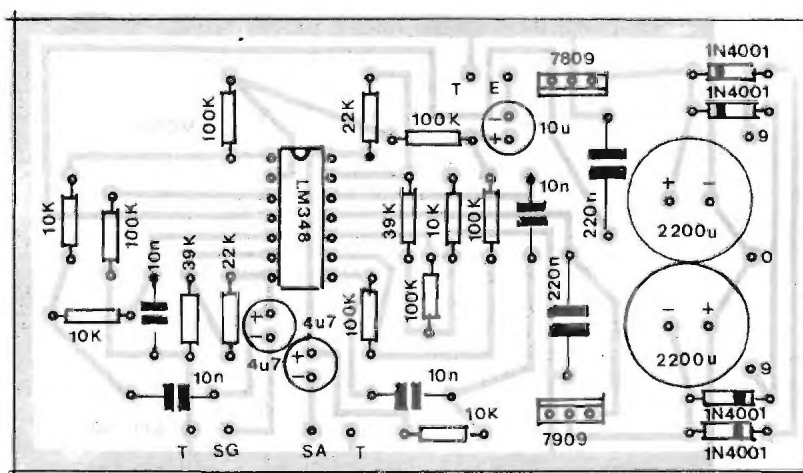 1N4001
7809
1N4001
T E
100K
22K
100K
10u
9
LM348
10n
220n
+ -
2200u
10K
100K
39K
10K
100K
10n
39K
22K
220n
0
100K
100K
- +
2200u
10K
4u7
4u7
10n
10n
9
10K
1N4001
7909
1N4001
T SG SA T